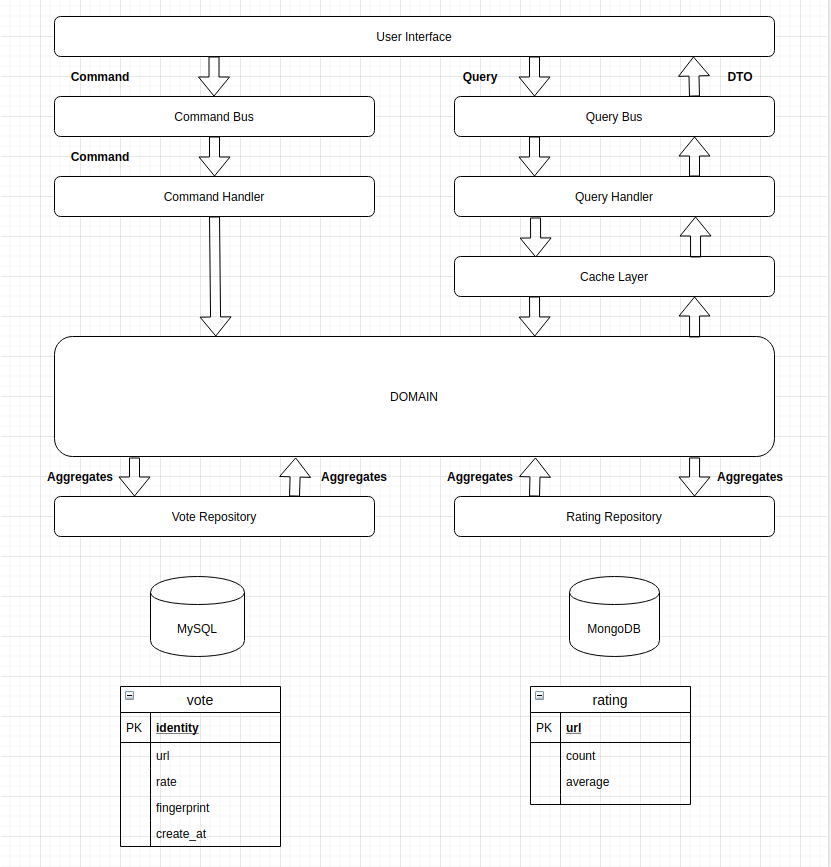 User Interface
Command
Query
DTO
Command Bus
Query Bus
Command
Command Handler
Query Handler
Cache Layer
DOMAIN
Aggregates
Aggregates
Aggregates
Aggregates
Vote Repository
Rating Repository
MySQL
MongoDB
vote
PK identity
url
rate
fingerprint
create_at
rating
PK url
count
average